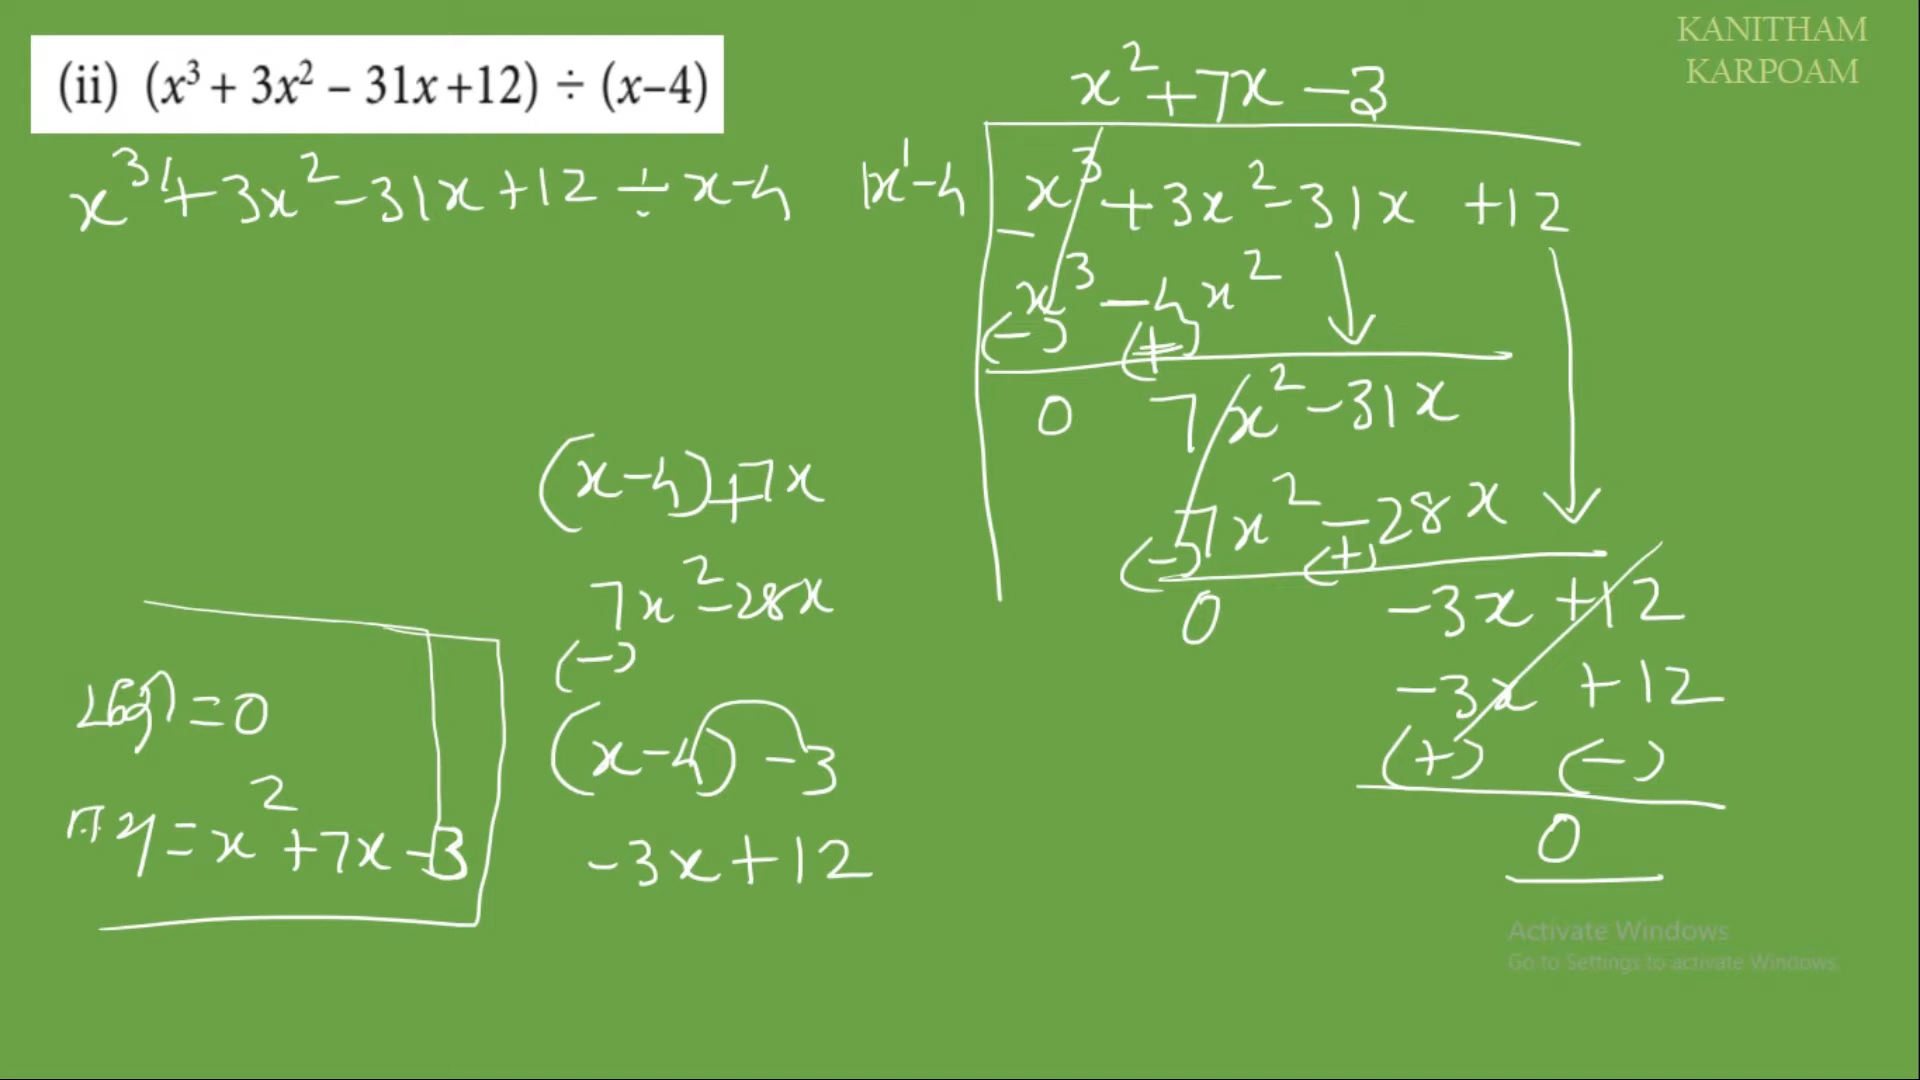 KANITHAM
KARPOAM
(ii) (x³ + 3x² – 31x +12) ÷ (x–4)
x³ + 3x² - 31x + 12 ÷ x - 4
x² + 7x - 3
x¹ - 4
x³ + 3x² - 31x + 12
x³ - 4x²
(-) (+)
0 7x² - 31x
7x² - 28x
(-) (+)
0 -3x + 12
-3x + 12
(+) (-)
0
(x - 4) + 7x
7x² - 28x
(-)
(x - 4) - 3
-3x + 12
மீதி = 0
ஈவு = x² + 7x - 3
Activate Windows
Go to Settings to activate Windows.